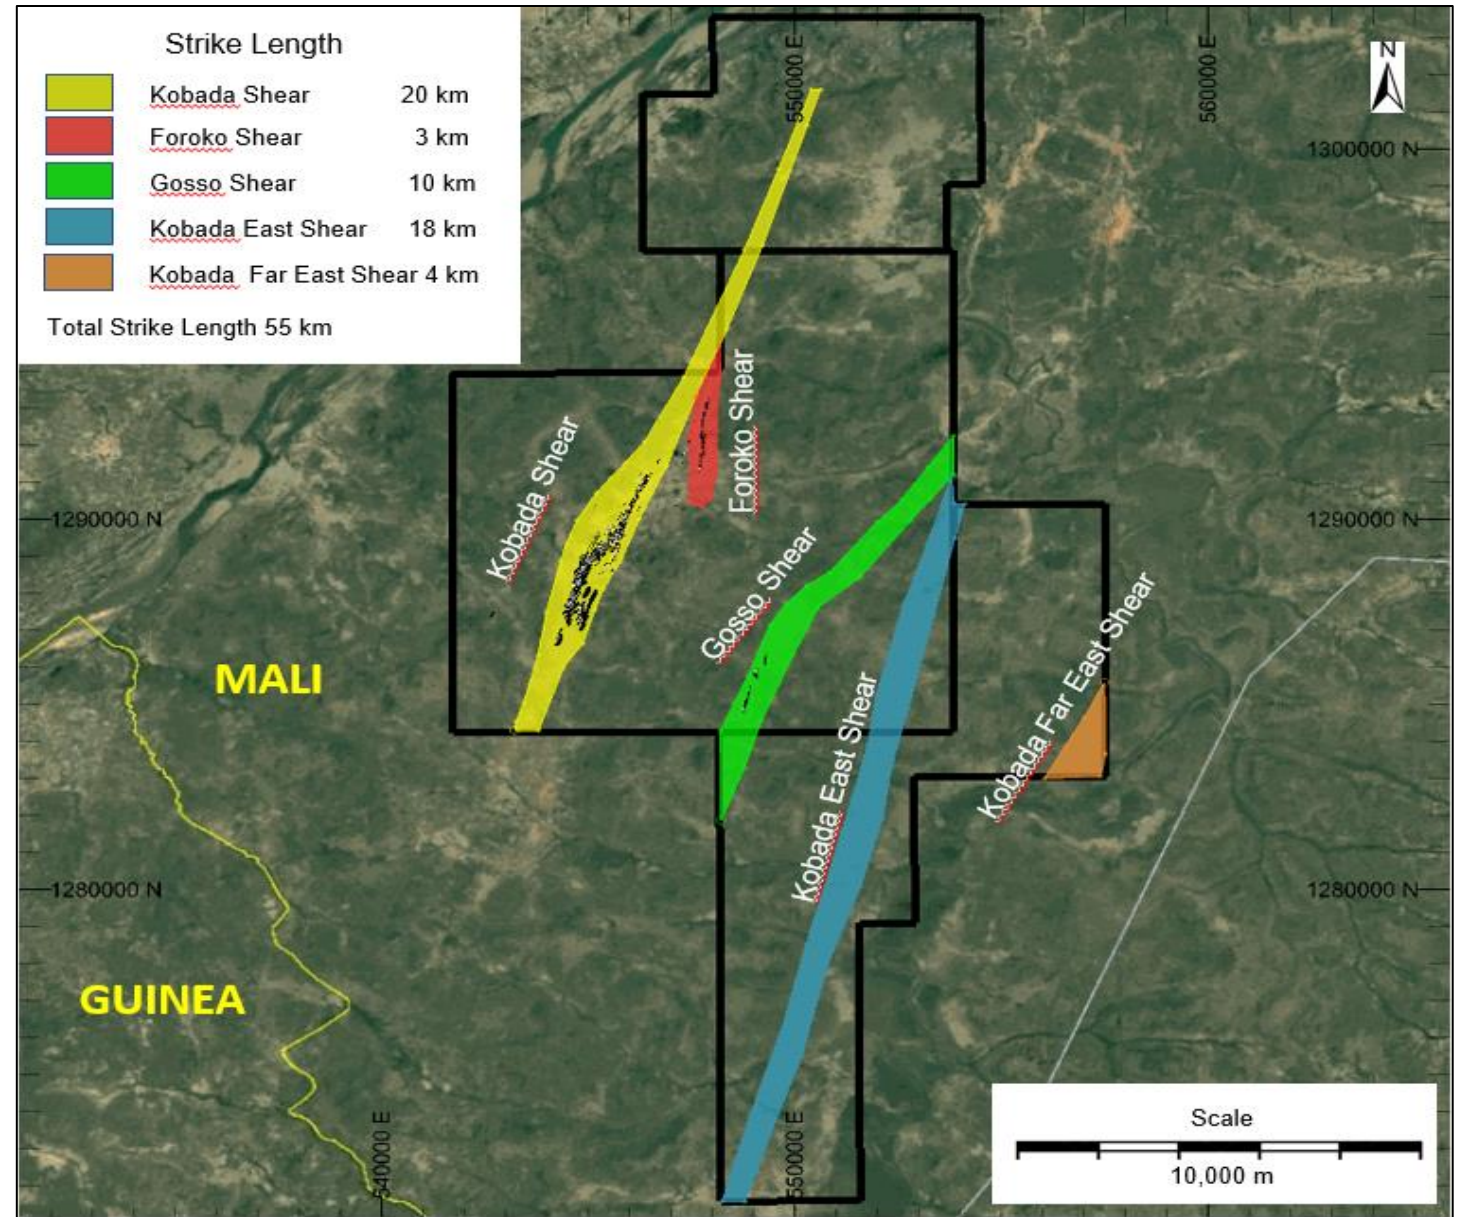 Strike Length
Kobada Shear 20 km
Foroko Shear 3 km
Gosso Shear 10 km
Kobada East Shear 18 km
Kobada Far East Shear 4 km
Total Strike Length 55 km
550000 E
560000 E
N
1300000 N
Kobada Shear
Foroko Shear
1290000 N
1290000 N
Gosso Shear
Kobada East Shear
Kobada Far East Shear
MALI
1280000 N
1280000 N
GUINEA
540000 E
550000 E
Scale
10,000 m